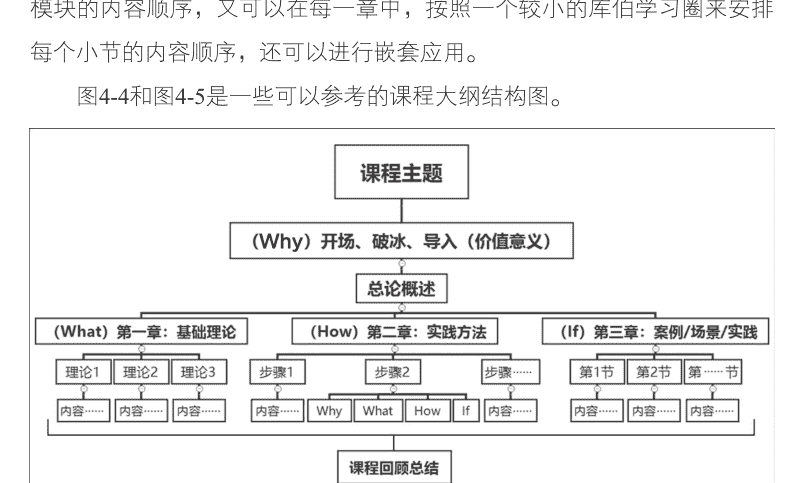 模块的内容顺序，又可以在每一章中，按照一个较小的库伯学习圈来安排
每个小节的内容顺序，还可以进行嵌套应用。
图4-4和图4-5是一些可以参考的课程大纲结构图。
课程主题
（Why）开场、破冰、导入（价值意义）
总论概述
（What）第一章：基础理论 （How）第二章：实践方法 （If）第三章：案例/场景/实践
理论1 理论2 理论3 步骤1 步骤2 步骤…… 第1节 第2节 第……节
内容…… 内容…… 内容…… 内容…… Why What How If 内容…… 内容…… 内容…… 内容……
课程回顾总结